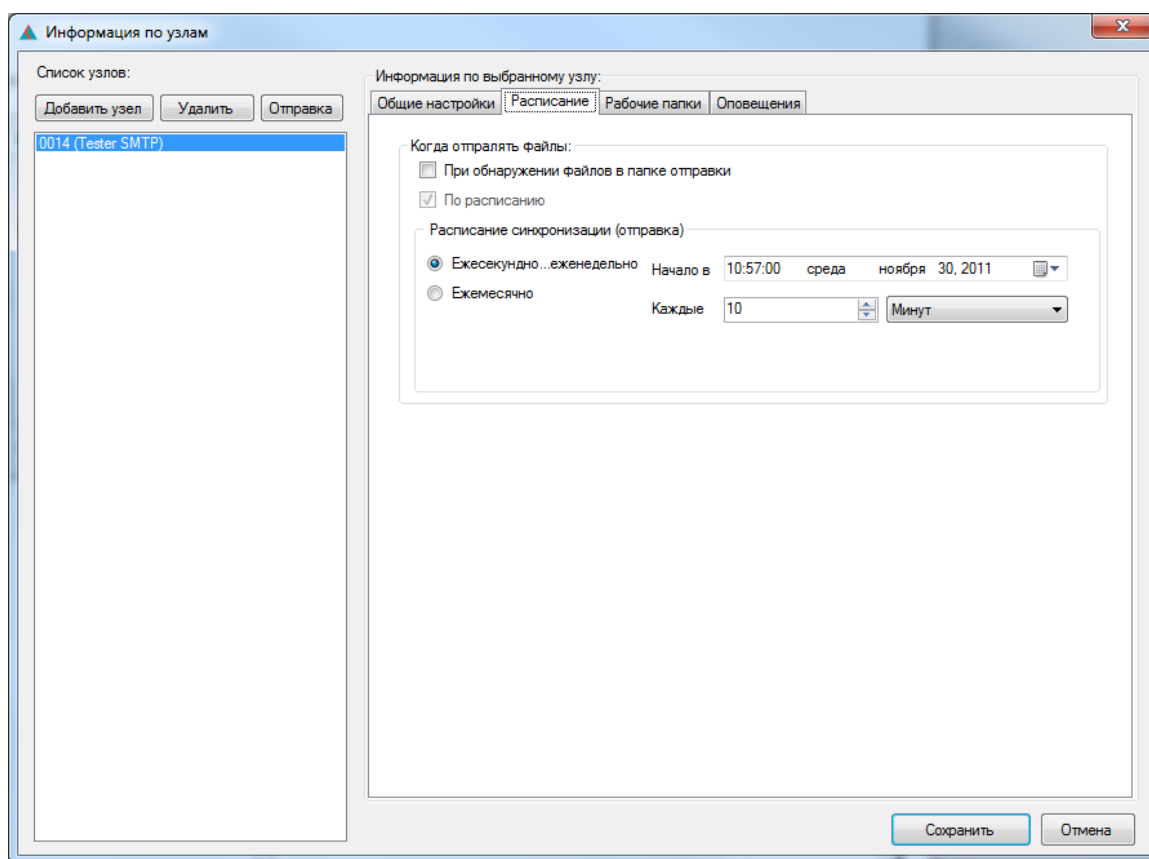 Информация по узлам
Список узлов:
Добавить узел Удалить Отправка
0014 (Tester SMTP)
Информация по выбранному узлу:
Общие настройки Расписание Рабочие папки Оповещения
Когда отпралять файлы:
При обнаружении файлов в папке отправки
По расписанию
Расписание синхронизации (отправка)
Ежесекундно...еженедельно Начало в 10:57:00 среда ноября 30, 2011
Ежемесячно
Каждые 10 Минут
Сохранить Отмена